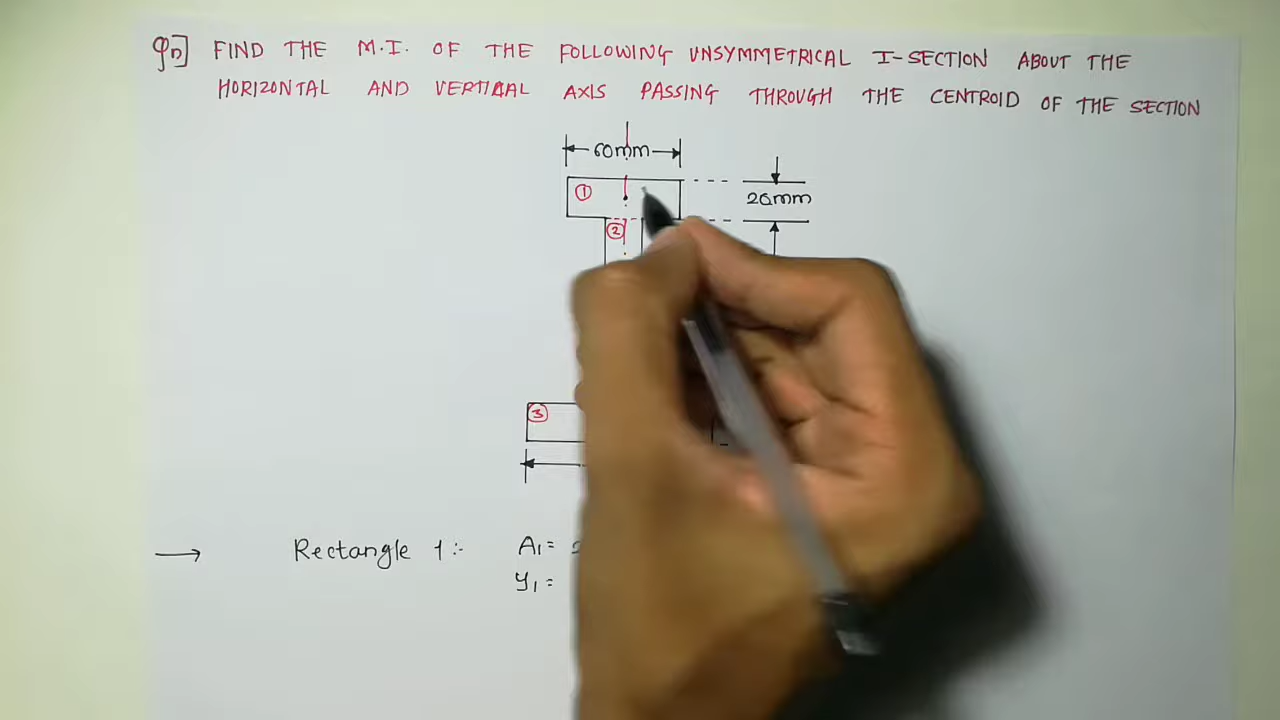 Qn] FIND THE M.I. OF THE FOLLOWING UNSYMMETRICAL I-SECTION ABOUT THE
HORIZONTAL AND VERTICAL AXIS PASSING THROUGH THE CENTROID OF THE SECTION
60mm
1
20mm
2
3
→ Rectangle 1:- A1=
y1=